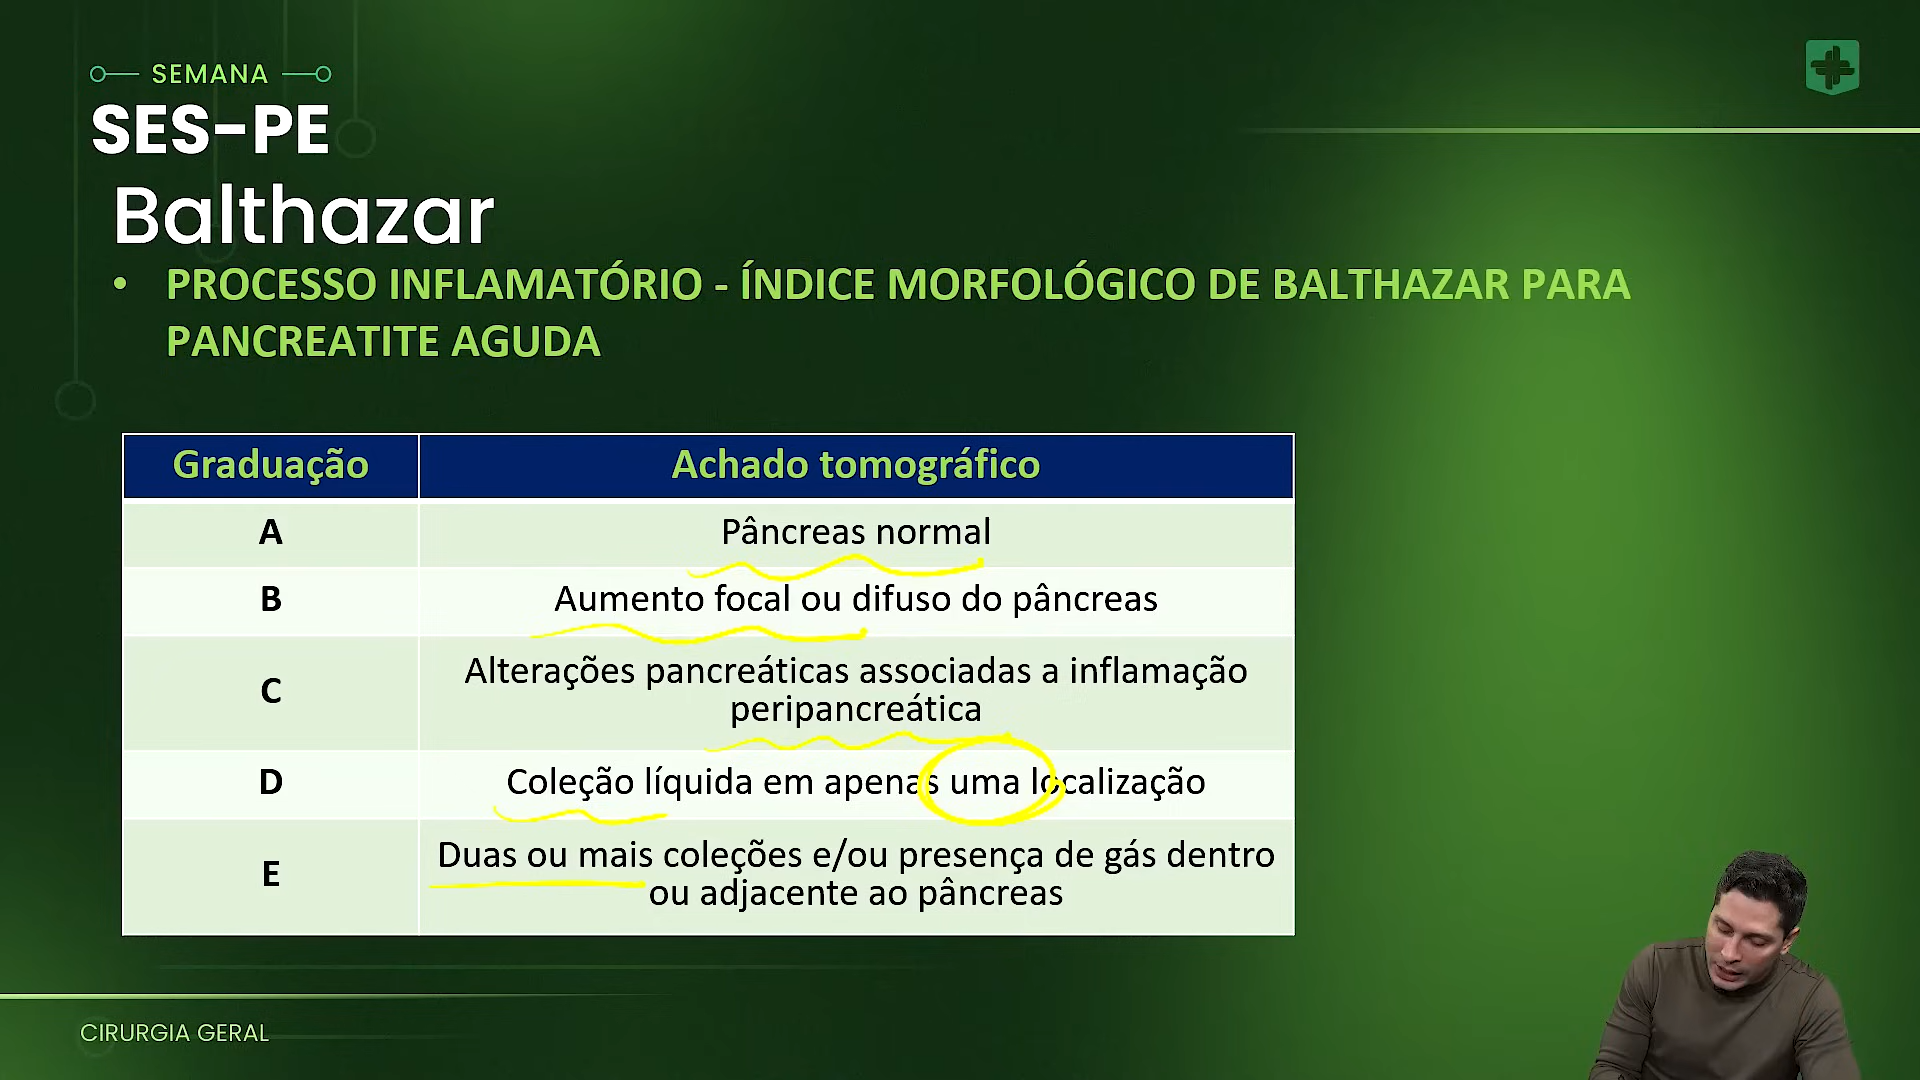 SEMANA
SES-PE
Balthazar
• PROCESSO INFLAMATÓRIO - ÍNDICE MORFOLÓGICO DE BALTHAZAR PARA
PANCREATITE AGUDA
Graduação Achado tomográfico
A Pâncreas normal
B Aumento focal ou difuso do pâncreas
C Alterações pancreáticas associadas a inflamação
peripancreática
D Coleção líquida em apenas uma localização
E Duas ou mais coleções e/ou presença de gás dentro
ou adjacente ao pâncreas
CIRURGIA GERAL